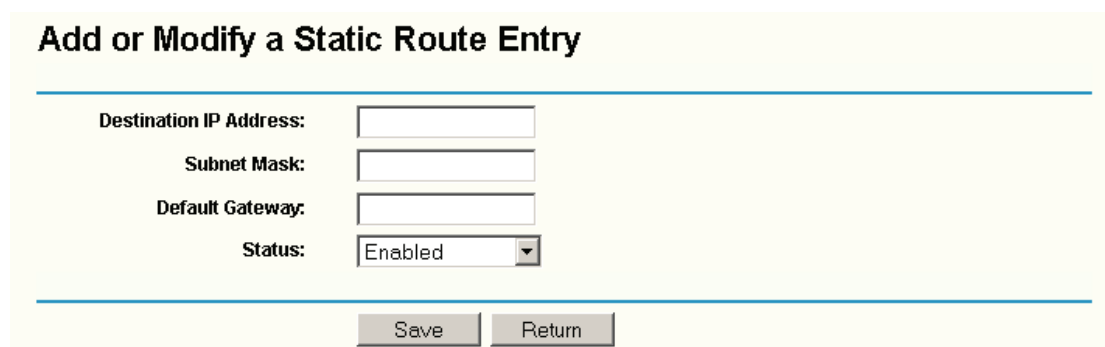 Add or Modify a Static Route Entry
Destination IP Address:
Subnet Mask:
Default Gateway:
Status: Enabled
Save Return